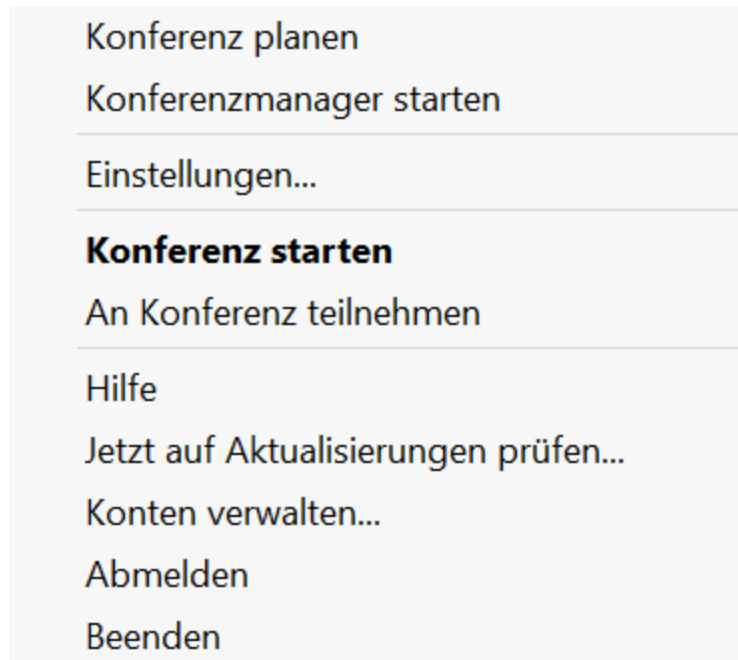 Konferenz planen
Konferenzmanager starten
Einstellungen...
Konferenz starten
An Konferenz teilnehmen
Hilfe
Jetzt auf Aktualisierungen prüfen...
Konten verwalten...
Abmelden
Beenden